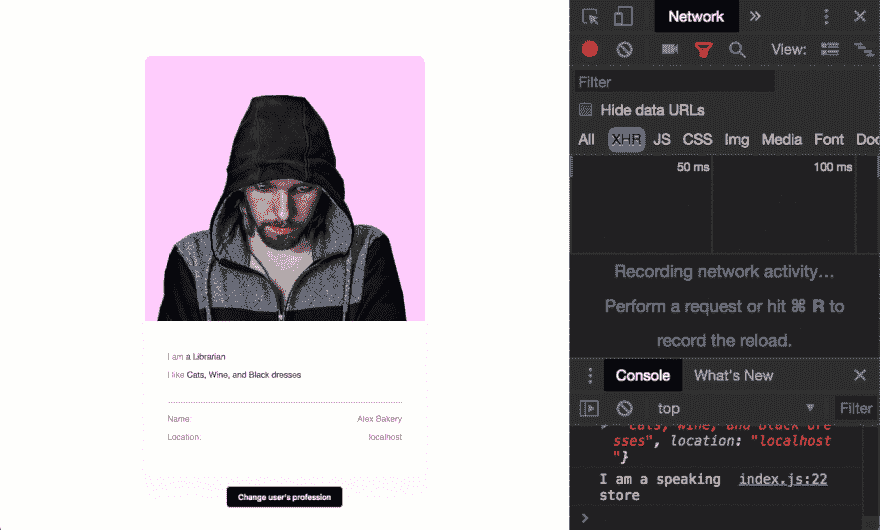 I am a Librarian
I like Cats, Wine, and Black dresses
Name: Alex Bakery
Location: localhost
Change user's profession
Network
View:
Filter
Hide data URLs
All XHR JS CSS Img Media Font Doc
50 ms 100 ms
Recording network activity…
Perform a request or hit ⌘ R to
record the reload.
Console What's New
top Filter
"Cats, Wine, and Black dre
sses", location: "localhost
"}
I am a speaking index.js:22
store